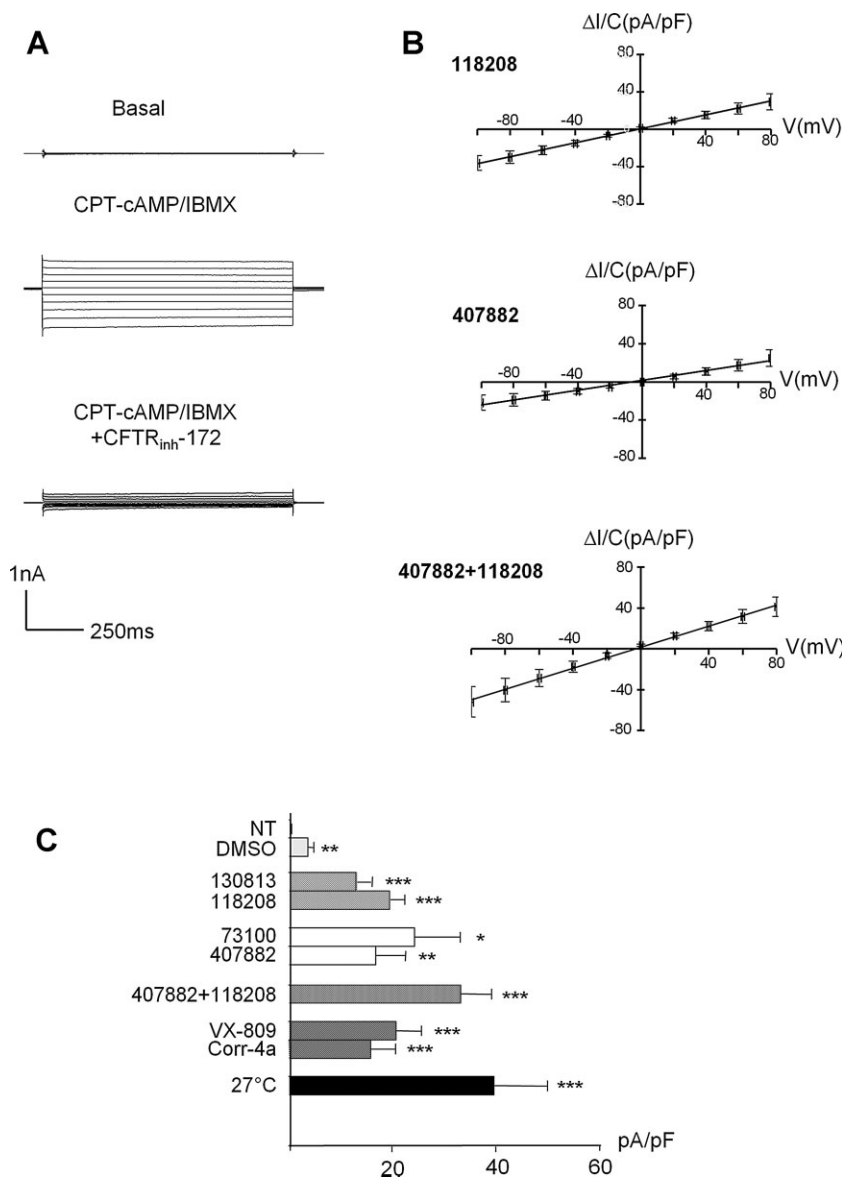 A
Basal
CPT-cAMP/IBMX
CPT-cAMP/IBMX
+CFTRinh-172
1nA
250ms
B
ΔI/C(pA/pF)
118208
80
40
-80
-40
40
80
V(mV)
-40
-80
ΔI/C(pA/pF)
407882
80
40
-80
-40
40
80
V(mV)
-40
-80
ΔI/C(pA/pF)
407882+118208
80
40
-80
-40
40
80
V(mV)
-40
-80
C
NT
DMSO **
130813 ***
118208 ***
73100 *
407882 **
407882+118208 ***
VX-809 ***
Corr-4a ***
27°C ***
pA/pF
20 40 60